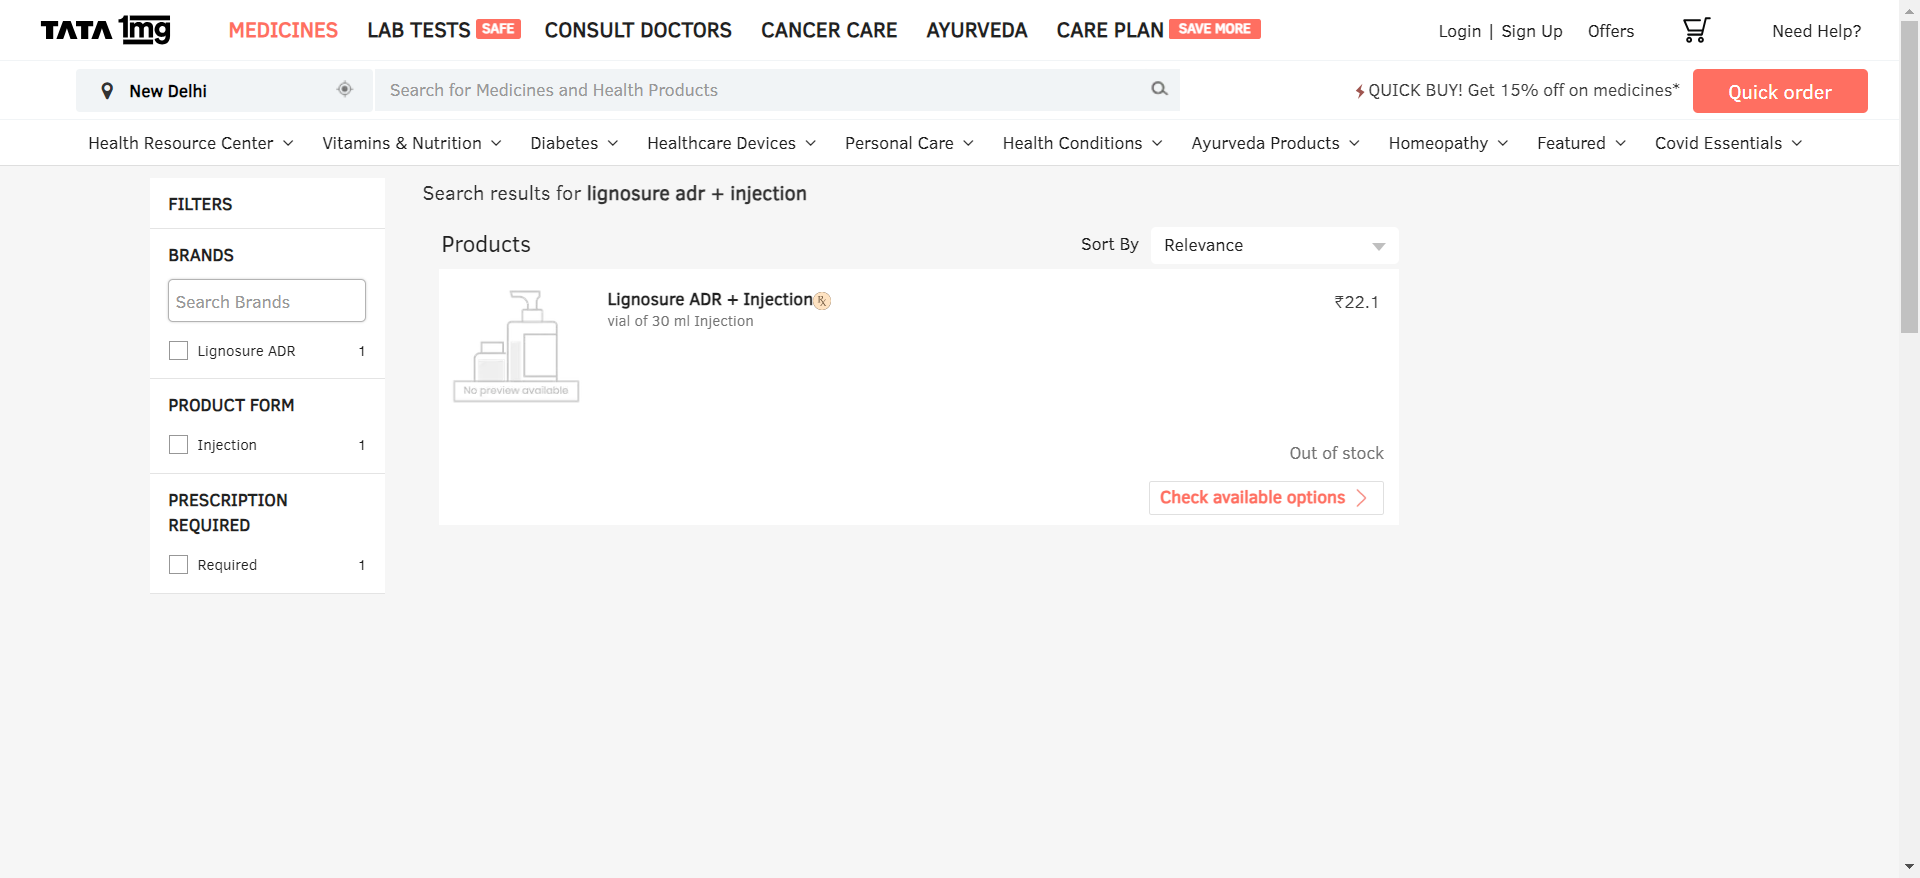 TATA 1mg MEDICINES LAB TESTS SAFE CONSULT DOCTORS CANCER CARE AYURVEDA CARE PLAN SAVE MORE Login | Sign Up Offers Need Help?
New Delhi Search for Medicines and Health Products QUICK BUY! Get 15% off on medicines* Quick order
Health Resource Center Vitamins & Nutrition Diabetes Healthcare Devices Personal Care Health Conditions Ayurveda Products Homeopathy Featured Covid Essentials
FILTERS
BRANDS
Search Brands
Lignosure ADR 1
PRODUCT FORM
Injection 1
PRESCRIPTION
REQUIRED
Required 1
Search results for lignosure adr + injection
Products Sort By Relevance
No preview available
Lignosure ADR + Injection ℞ ₹22.1
vial of 30 ml Injection
Out of stock
Check available options